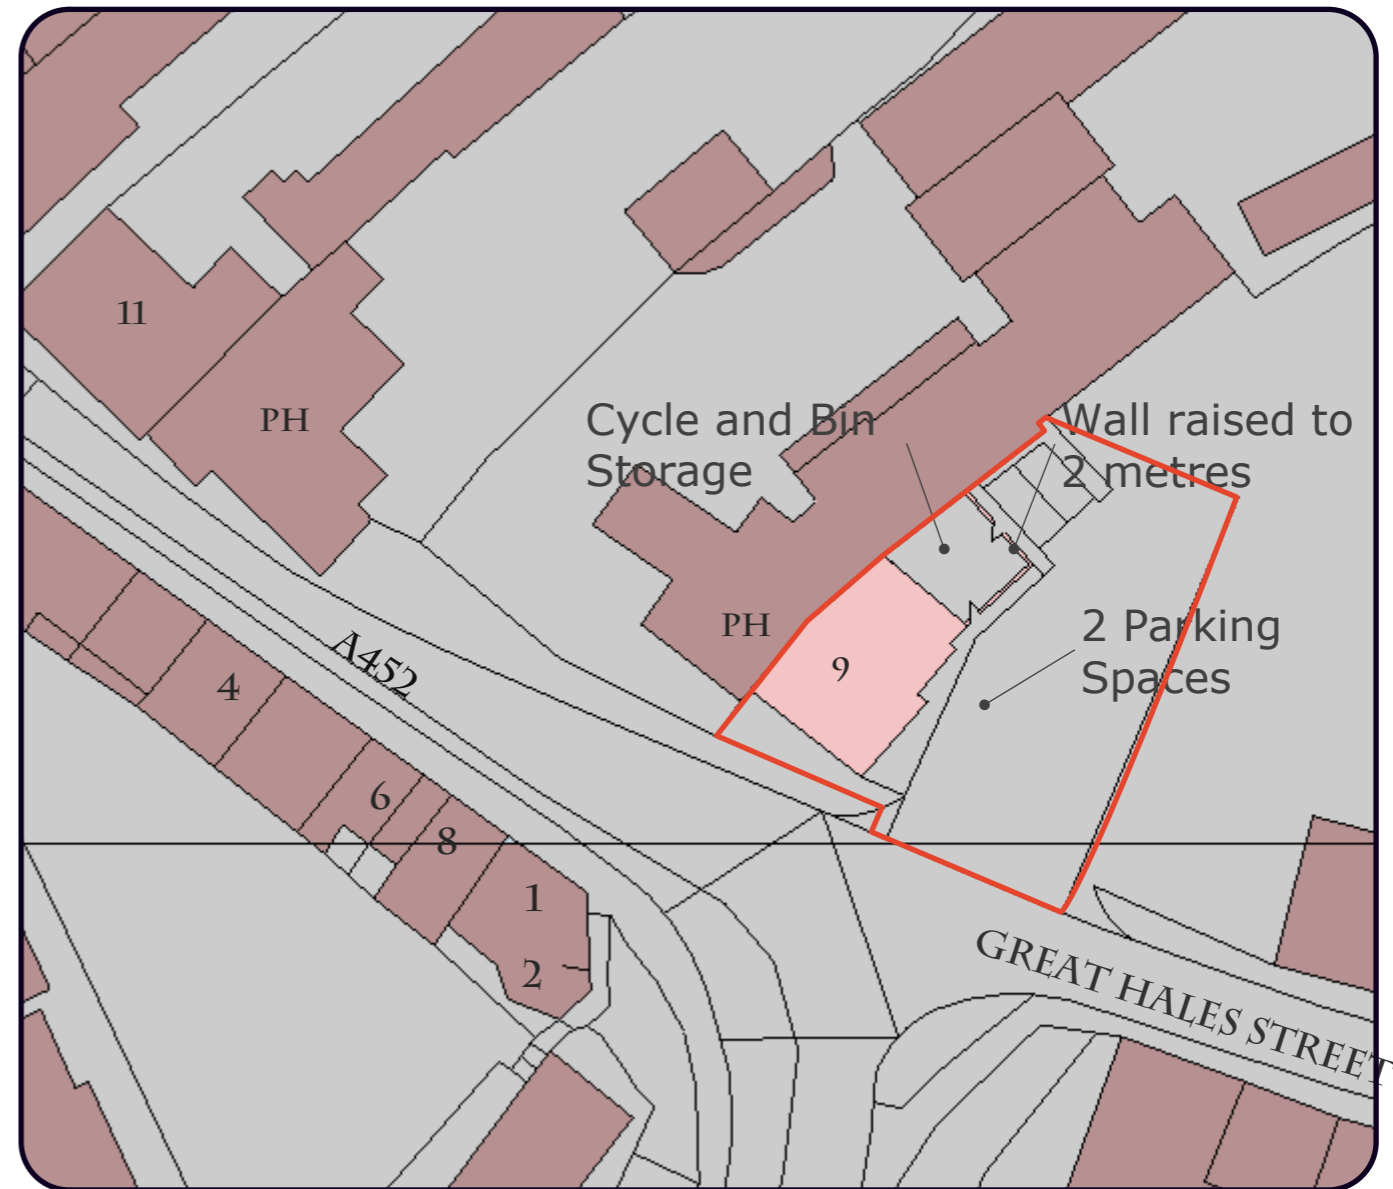 11
PH
Cycle and Bin
Storage
Wall raised to
2 metres
PH
9
2 Parking
Spaces
A452
4
6
8
1
2
GREAT HALES STREET